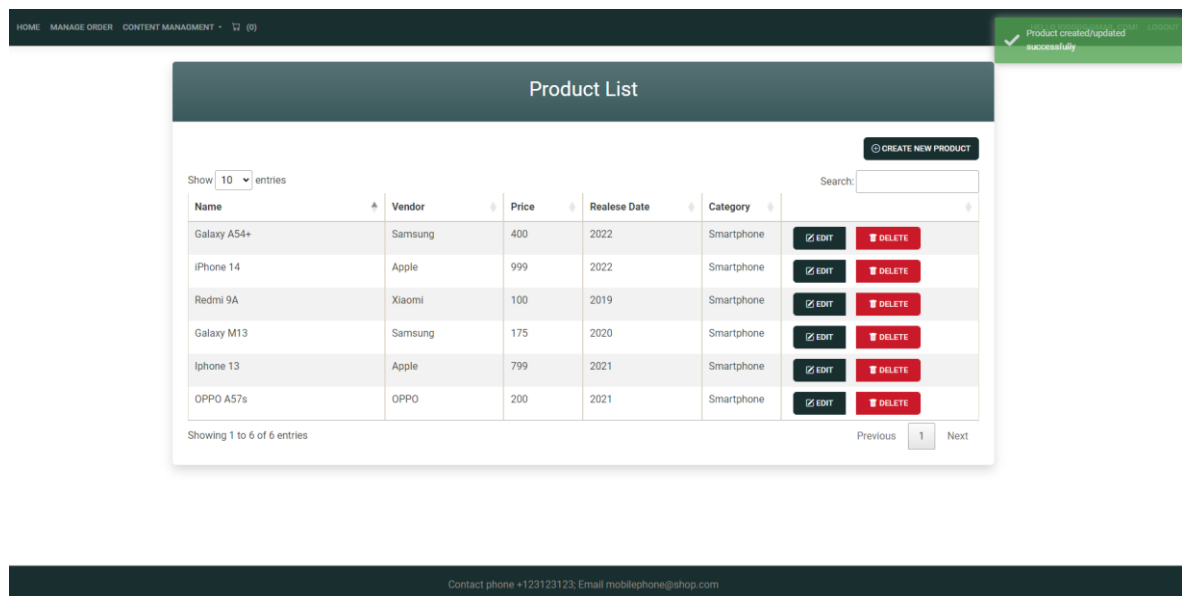 HOME MANAGE ORDER CONTENT MANAGMENT (0) LOGOUT
Product created/updated
successfully
Product List
CREATE NEW PRODUCT
Show 10 entries Search:
Name Vendor Price Realese Date Category
Galaxy A54+ Samsung 400 2022 Smartphone EDIT DELETE
iPhone 14 Apple 999 2022 Smartphone EDIT DELETE
Redmi 9A Xiaomi 100 2019 Smartphone EDIT DELETE
Galaxy M13 Samsung 175 2020 Smartphone EDIT DELETE
Iphone 13 Apple 799 2021 Smartphone EDIT DELETE
OPPO A57s OPPO 200 2021 Smartphone EDIT DELETE
Showing 1 to 6 of 6 entries Previous 1 Next
Contact phone +123123123; Email mobilephone@shop.com